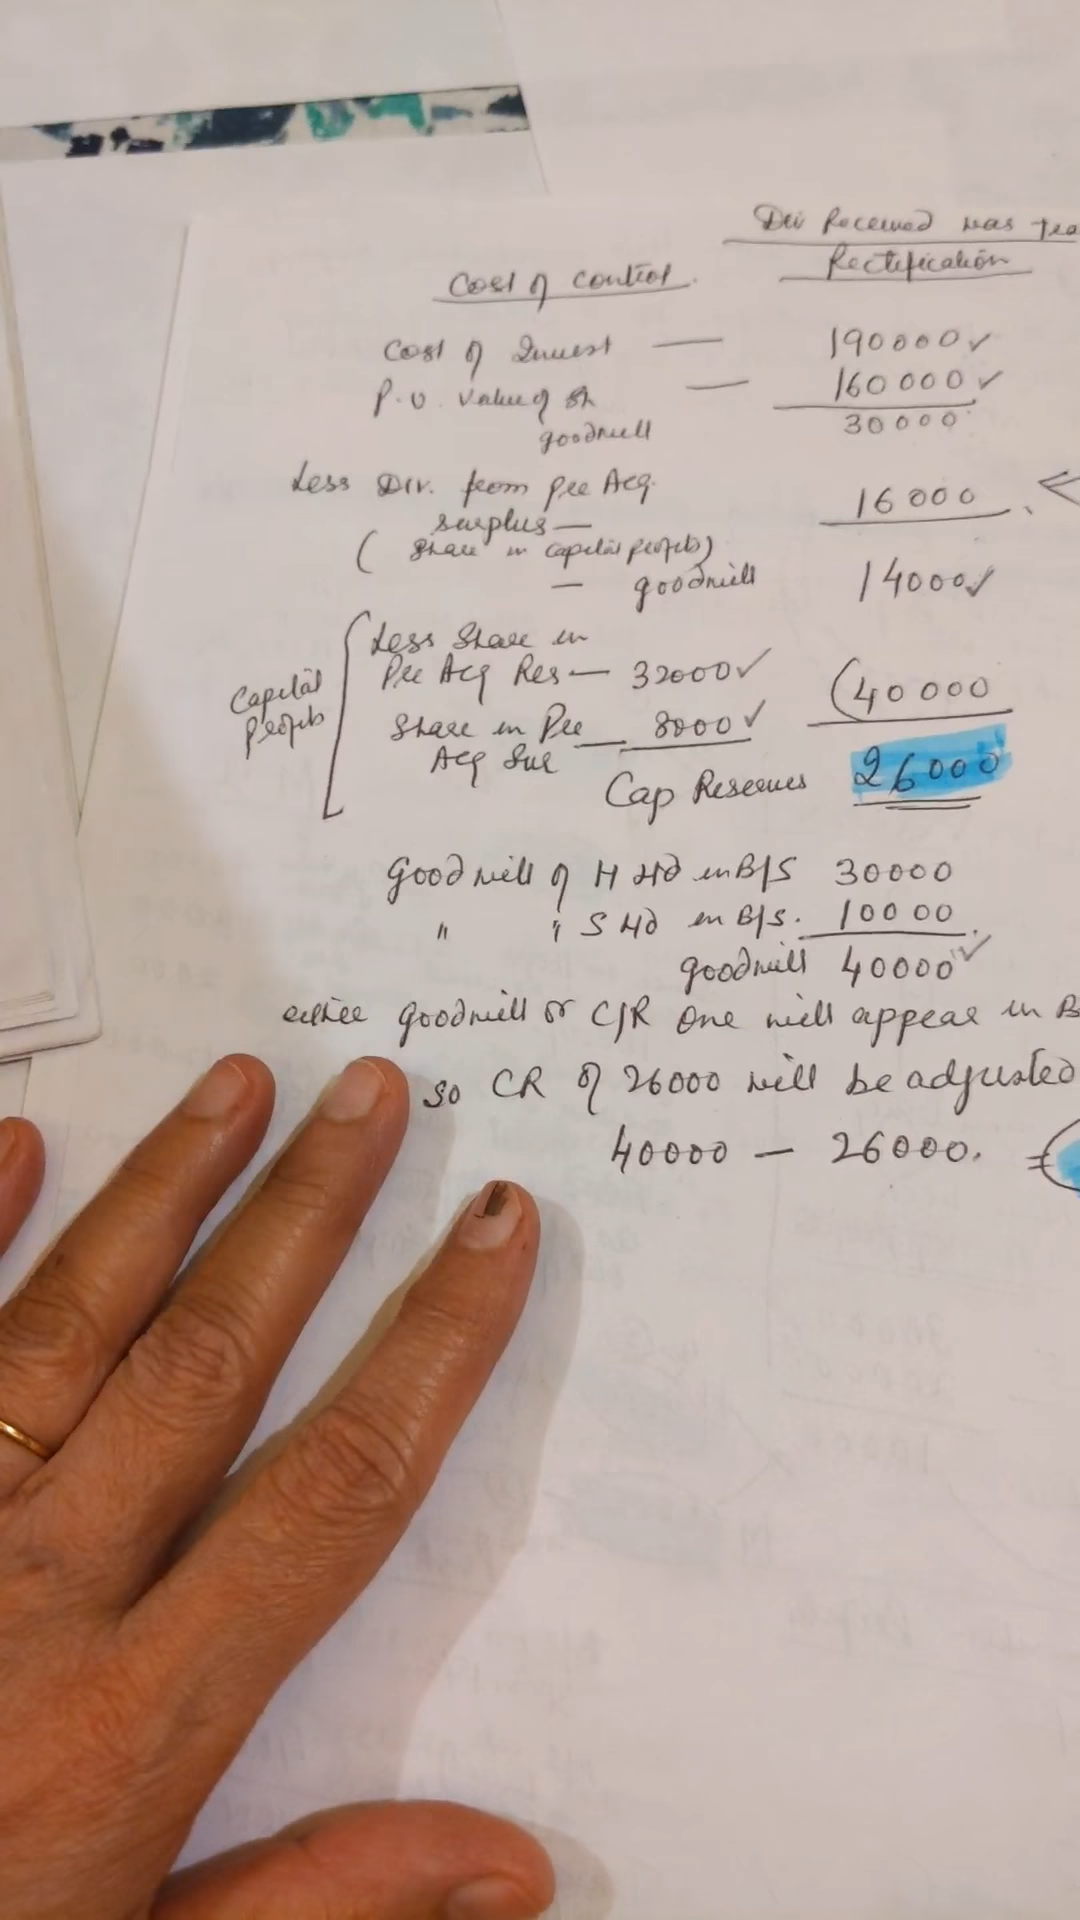 Div Received was trea
Rectification
Cost of control.
Cost of Invest — 190000 ✓
P.U. Value of Sh — 160000 ✓
goodwill 30000
Less Div. from Pre Acq. 16000
surplus —
(Share in capital profits)
— goodwill 14000 ✓
Capital Profits
Less Share in
Pre Acq Res — 32000 ✓ (40000
Share in Pre — 8000 ✓
Acq Sur
Cap Reserves 26000
Goodwill of H Ltd in B/S 30000
" " S Ltd in B/S. 10000
goodwill 40000 ✓
either goodwill or C/R One will appear in B
so CR of 26000 will be adjusted
40000 — 26000. =